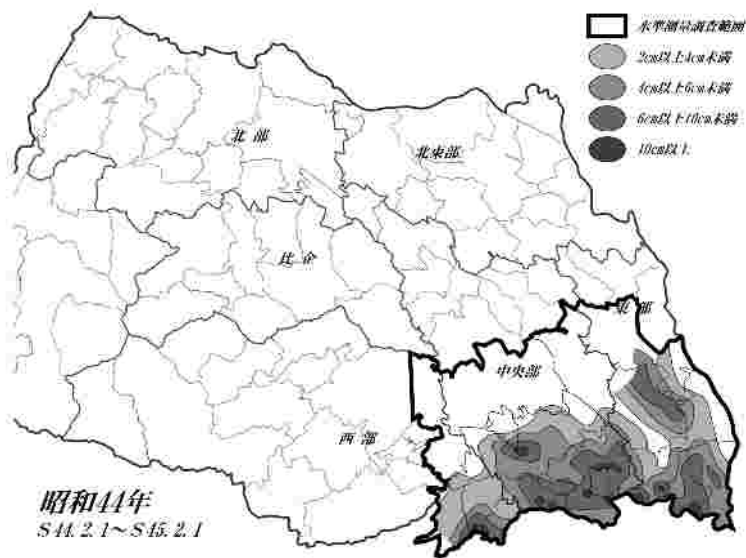 水準測量調査範囲
2cm以上4cm未満
4cm以上6cm未満
6cm以上10cm未満
10cm以上
北部
北東部
比企
東部
中央部
西部
昭和44年
S44.2.1~S45.2.1